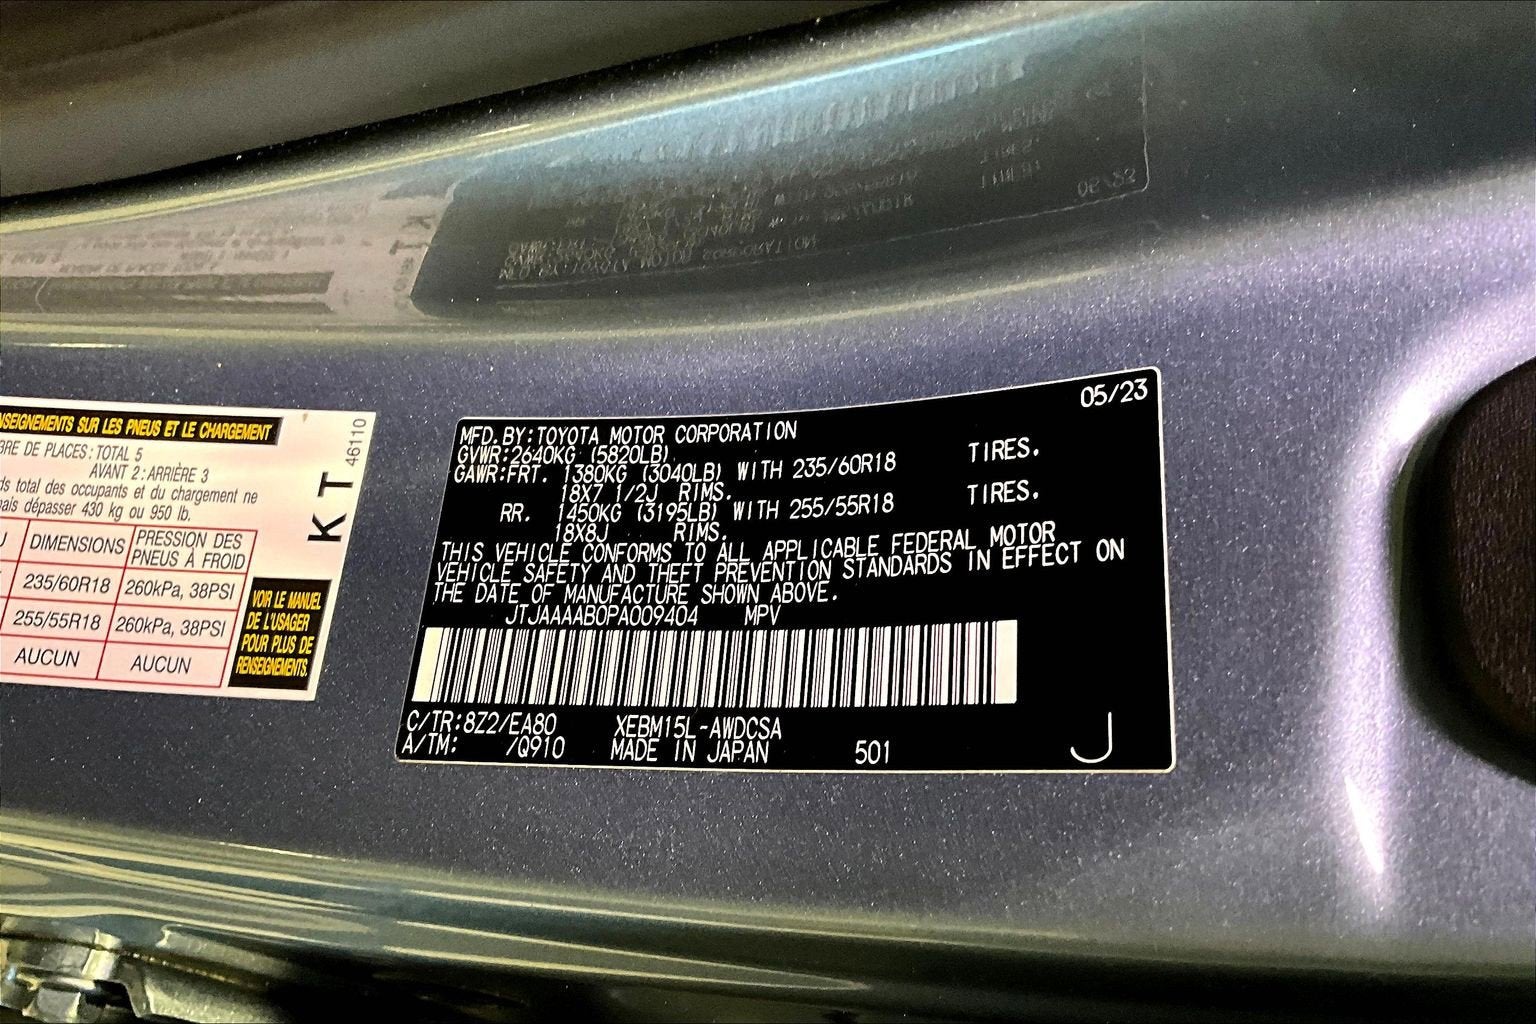 NSEIGNEMENTS SUR LES PNEUS ET LE CHARGEMENT
BRE DE PLACES: TOTAL 5
AVANT 2: ARRIÈRE 3
ds total des occupants et du chargement ne
mais dépasser 430 kg ou 950 lb.
DIMENSIONS
PRESSION DES
PNEUS À FROID
235/60R18
260kPa, 38PSI
255/55R18
260kPa, 38PSI
AUCUN
AUCUN
VOIR LE MANUEL
DE L'USAGER
POUR PLUS DE
RENSEIGNEMENTS.
KT
46110
05/23
MFD. BY: TOYOTA MOTOR CORPORATION
GVWR: 2640KG (5820LB)
GAWR: FRT. 1380KG (3040LB) WITH 235/60R18 TIRES.
18X7 1/2J RIMS.
RR. 1450KG (3195LB) WITH 255/55R18 TIRES.
18X8J RIMS.
THIS VEHICLE CONFORMS TO ALL APPLICABLE FEDERAL MOTOR
VEHICLE SAFETY AND THEFT PREVENTION STANDARDS IN EFFECT ON
THE DATE OF MANUFACTURE SHOWN ABOVE.
JTJAAAAB0PA009404 MPV
C/TR: 8Z2/EA80 XEBM15L-AWDCSA
A/TM: /Q910 MADE IN JAPAN 501 J